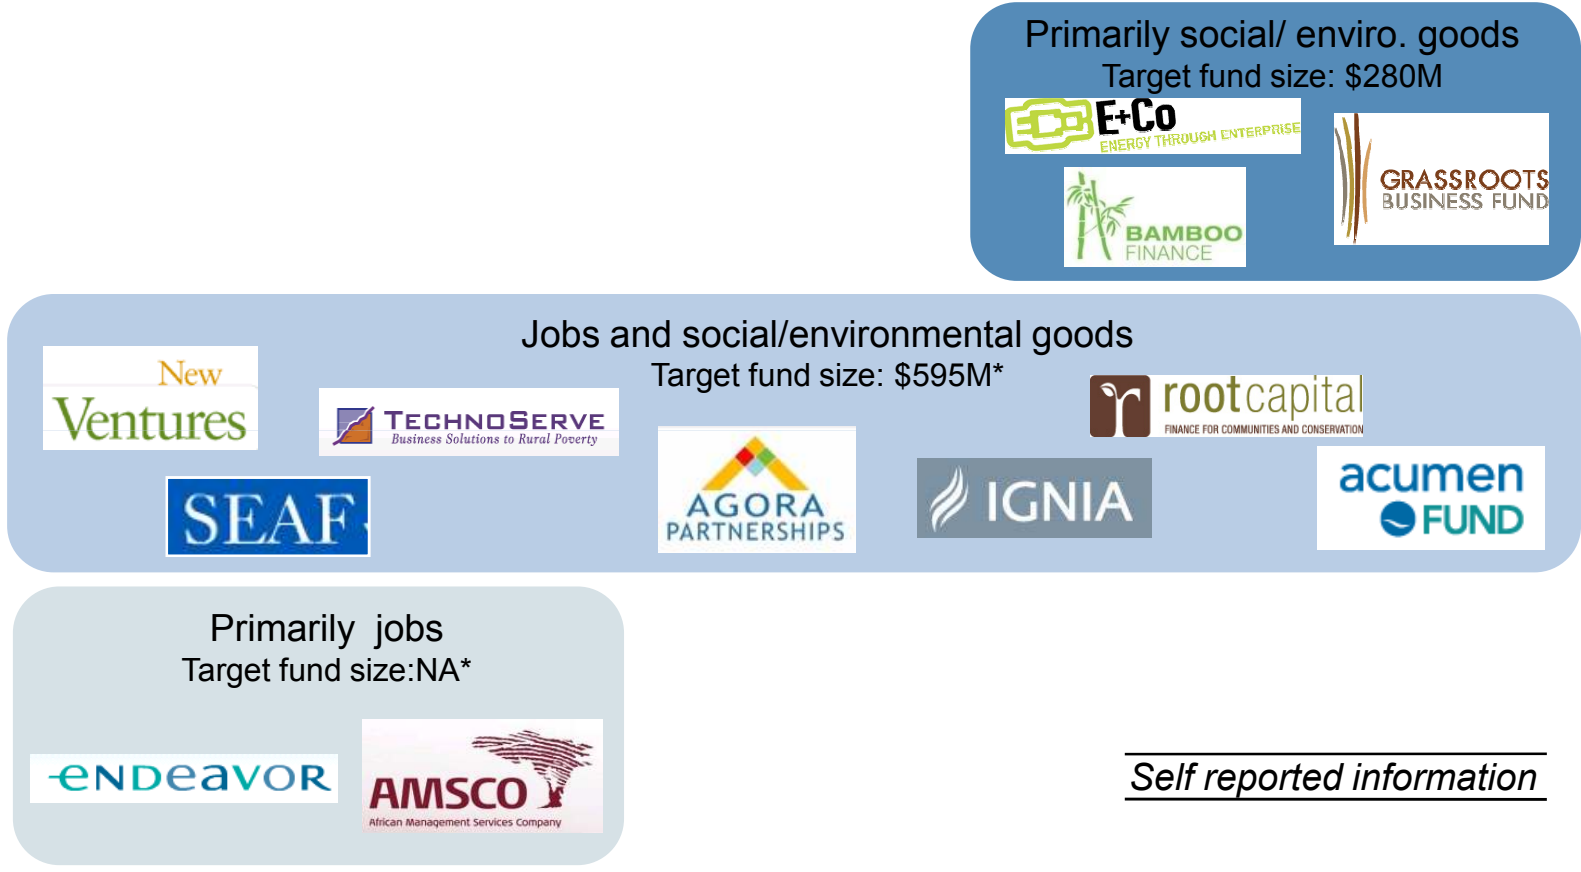 Primarily social/ enviro. goods
Target fund size: $280M
E+Co
ENERGY THROUGH ENTERPRISE
GRASSROOTS
BUSINESS FUND
BAMBOO
FINANCE
Jobs and social/environmental goods
Target fund size: $595M*
New
Ventures
TECHNOSERVE
Business Solutions to Rural Poverty
rootcapital
FINANCE FOR COMMUNITIES AND CONSERVATION
SEAF
AGORA
PARTNERSHIPS
IGNIA
acumen
FUND
Primarily jobs
Target fund size:NA*
eNDeavOR
AMSCO
African Management Services Company
Self reported information